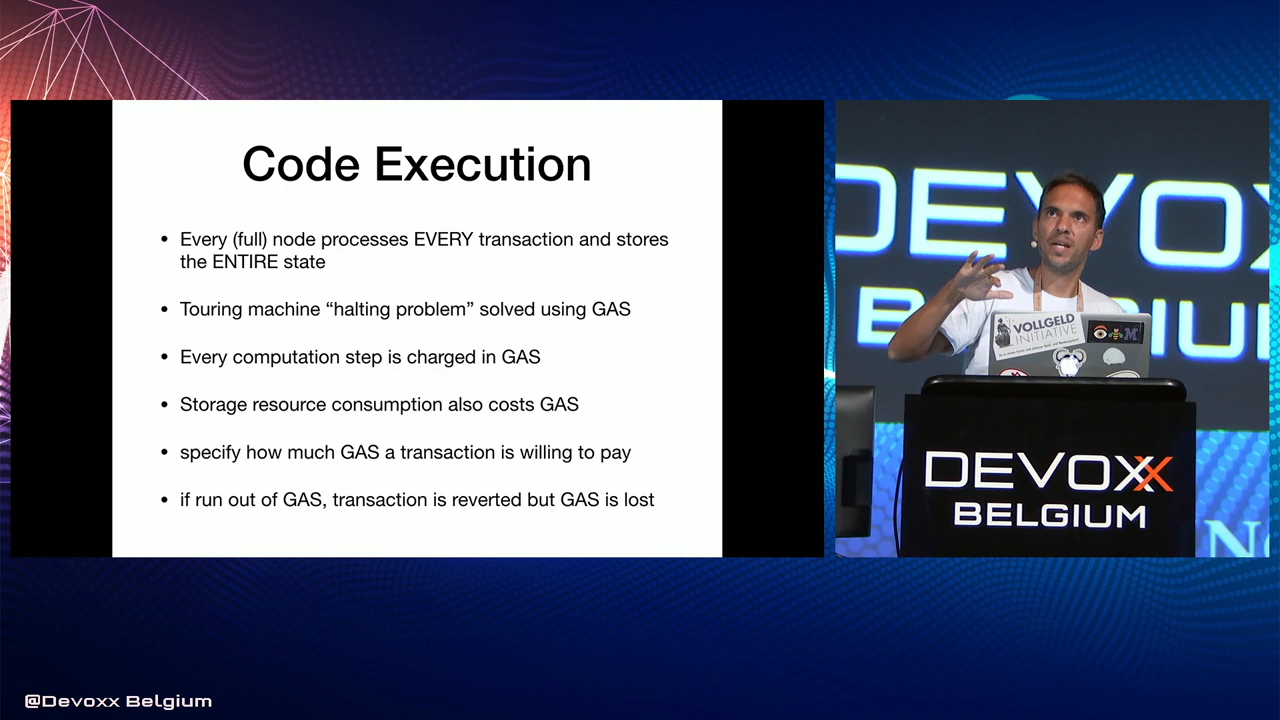 Code Execution
• Every (full) node processes EVERY transaction and stores
the ENTIRE state
• Touring machine “halting problem” solved using GAS
• Every computation step is charged in GAS
• Storage resource consumption also costs GAS
• specify how much GAS a transaction is willing to pay
• if run out of GAS, transaction is reverted but GAS is lost
DEVOX
BELGIU
VOLLGELD
INITIATIVE
M
DEVOXX
BELGIUM
@Devoxx Belgium